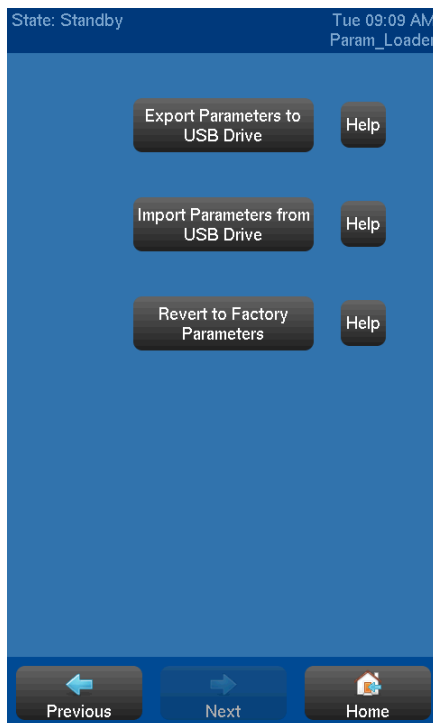 State: Standby
Tue 09:09 AM
Param_Loader
Export Parameters to
USB Drive
Help
Import Parameters from
USB Drive
Help
Revert to Factory
Parameters
Help
Previous
Next
Home